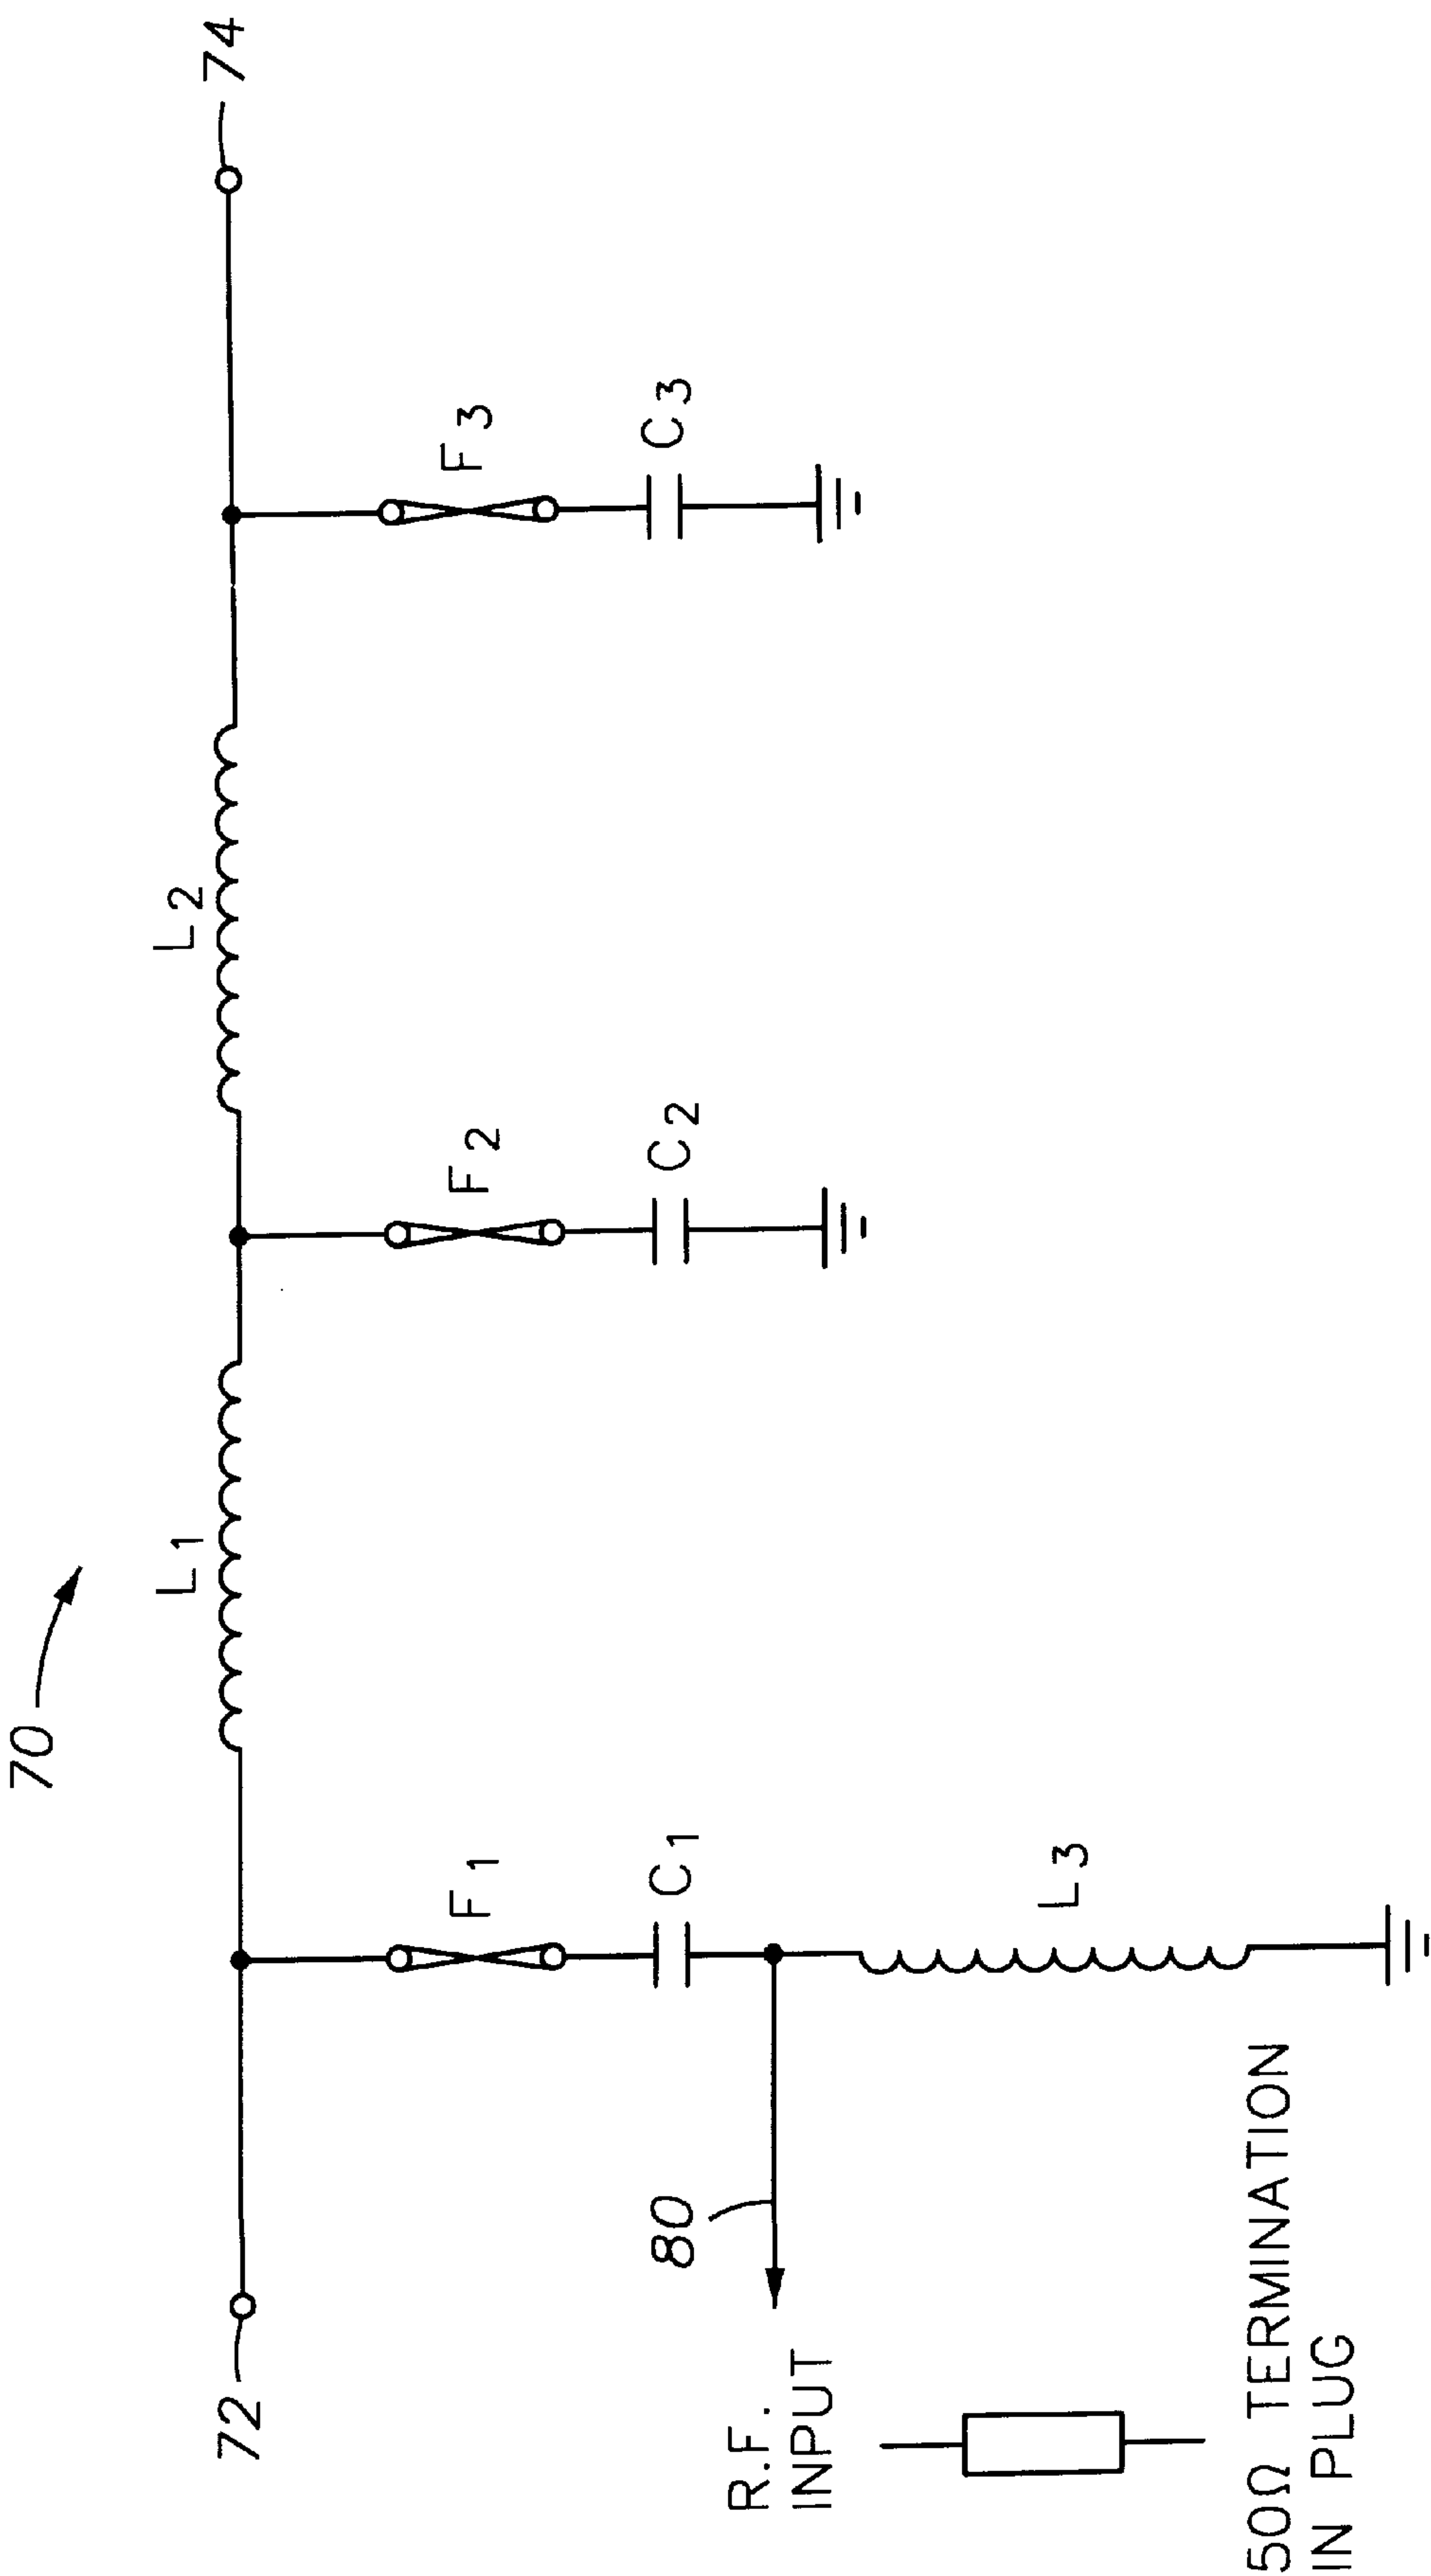 70
72
74
L1
L2
F1
F2
F3
C1
C2
C3
80
L3
R.F.
INPUT
50Ω TERMINATION
IN PLUG